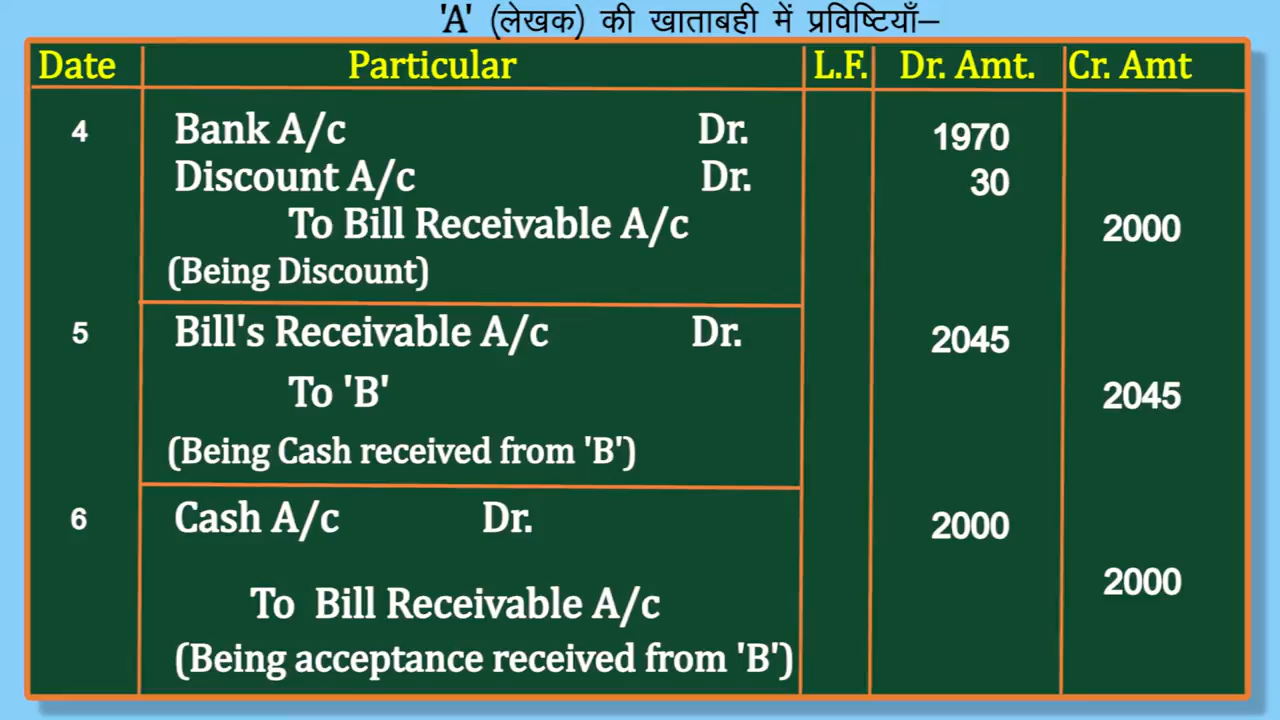 'A' (लेखक) की खाताबही में प्रविष्टियाँ–
Date Particular L.F. Dr. Amt. Cr. Amt
4 Bank A/c Dr. 1970
Discount A/c Dr. 30
To Bill Receivable A/c 2000
(Being Discount)
5 Bill's Receivable A/c Dr. 2045
To 'B' 2045
(Being Cash received from 'B')
6 Cash A/c Dr. 2000
To Bill Receivable A/c 2000
(Being acceptance received from 'B')